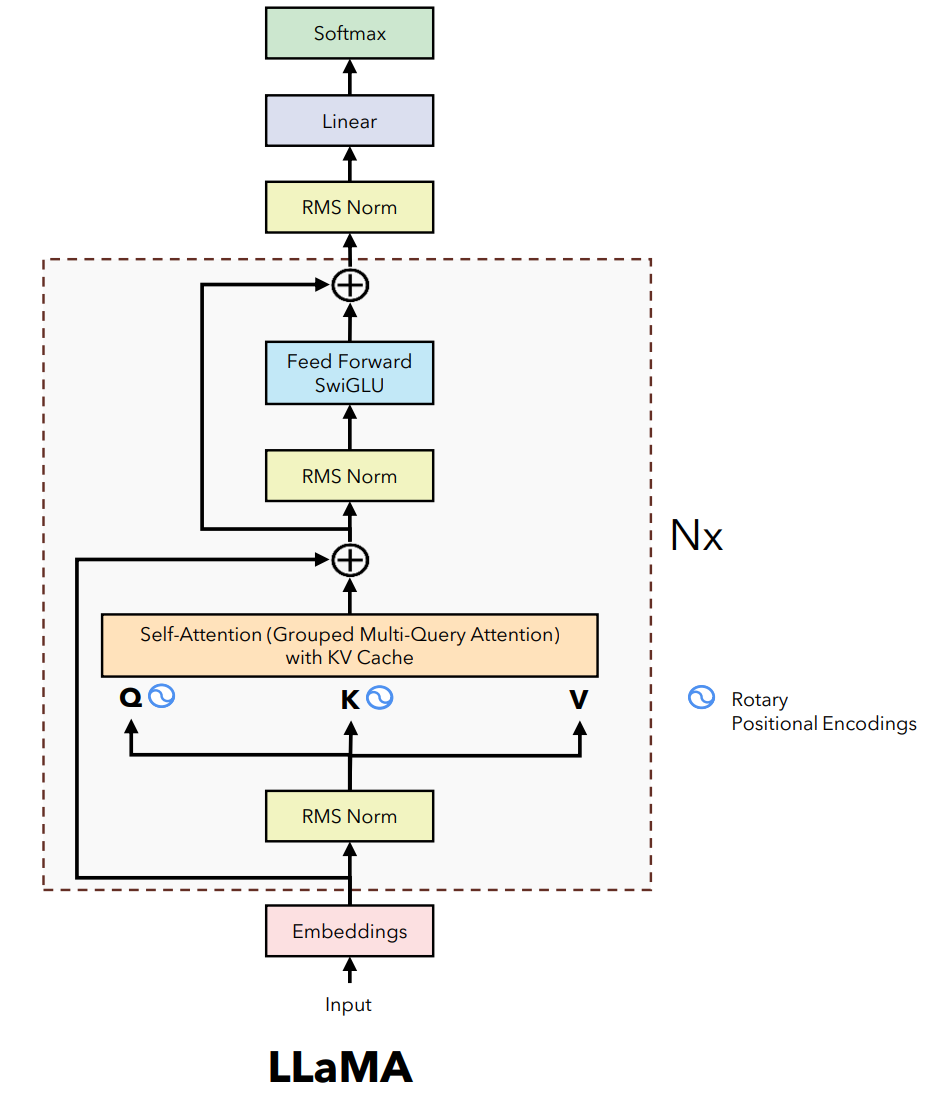 Softmax
Linear
RMS Norm
Feed Forward
SwiGLU
RMS Norm
Nx
Self-Attention (Grouped Multi-Query Attention)
with KV Cache
Q K V
Rotary
Positional Encodings
RMS Norm
Embeddings
Input
LLaMA